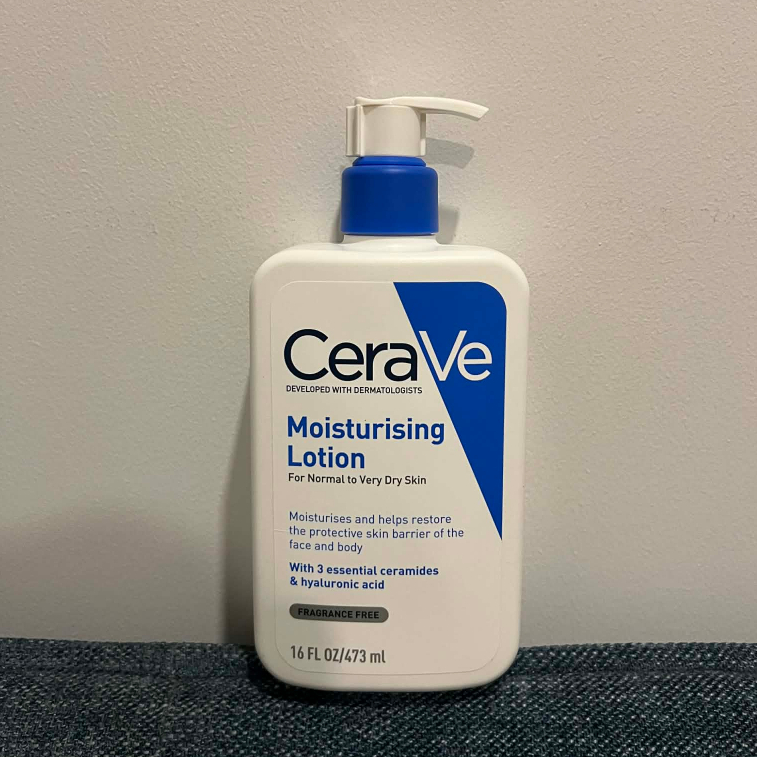 CeraVe
DEVELOPED WITH DERMATOLOGISTS
Moisturising
Lotion
For Normal to Very Dry Skin
Moisturises and helps restore
the protective skin barrier of the
face and body
With 3 essential ceramides
& hyaluronic acid
FRAGRANCE FREE
16 FL OZ/473 ml